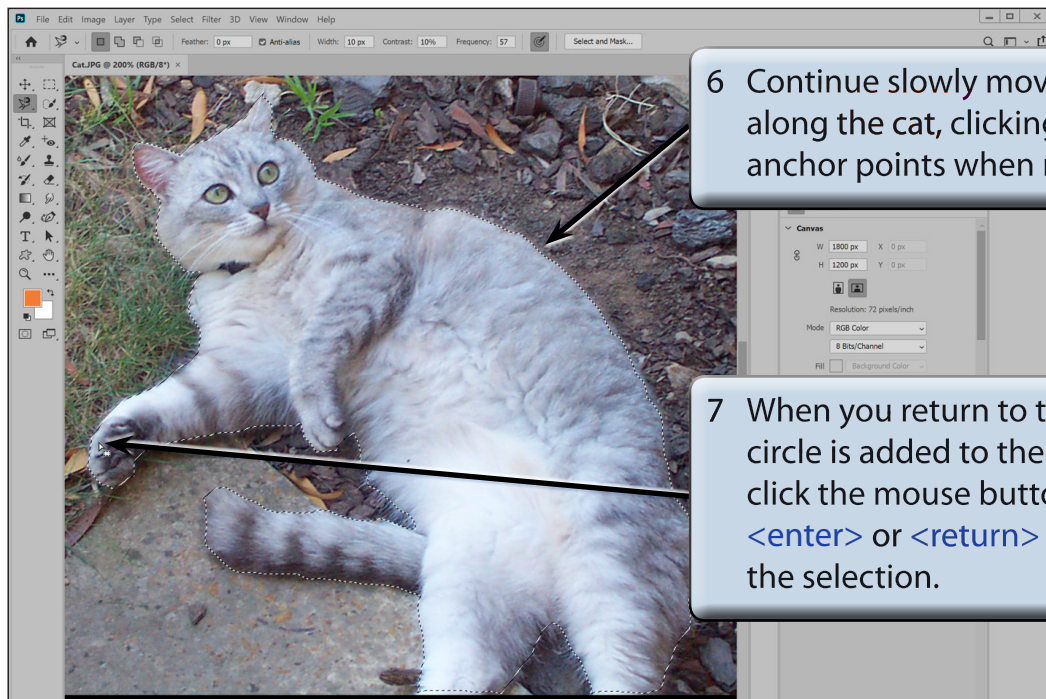 File Edit Image Layer Type Select Filter 3D View Window Help
Feather: 0 px Anti-alias Width: 10 px Contrast: 10% Frequency: 57 Select and Mask...
Cat.JPG @ 200% (RGB/8*) ×
6 Continue slowly mov
along the cat, clicking
anchor points when
Canvas
W 1800 px X 0 px
H 1200 px Y 0 px
Resolution: 72 pixels/inch
Mode RGB Color
8 Bits/Channel
Fill Background Color
7 When you return to t
circle is added to the
click the mouse butto
<enter> or <return>
the selection.